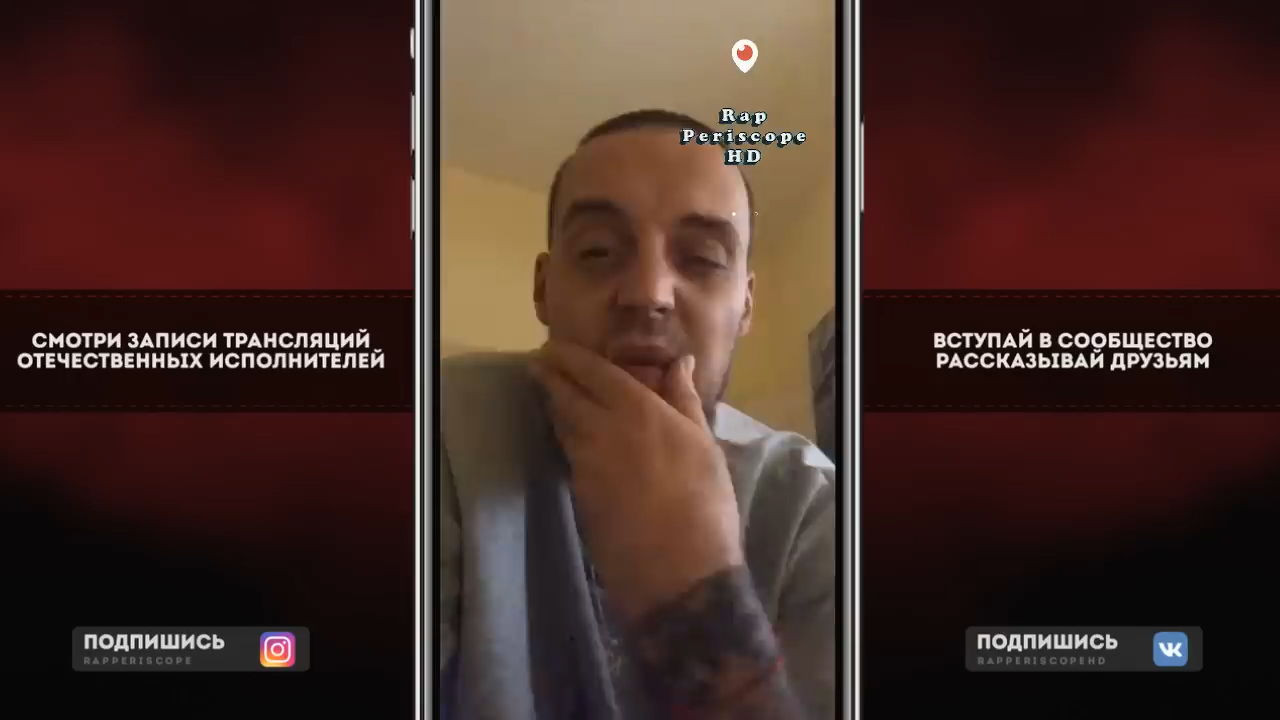 Rap
Periscope
HD
СМОТРИ ЗАПИСИ ТРАНСЛЯЦИЙ
ОТЕЧЕСТВЕННЫХ ИСПОЛНИТЕЛЕЙ
ВСТУПАЙ В СООБЩЕСТВО
РАССКАЗЫВАЙ ДРУЗЬЯМ
ПОДПИШИСЬ
RAPPERISCOPE
ПОДПИШИСЬ
RAPPERISCOPEHD